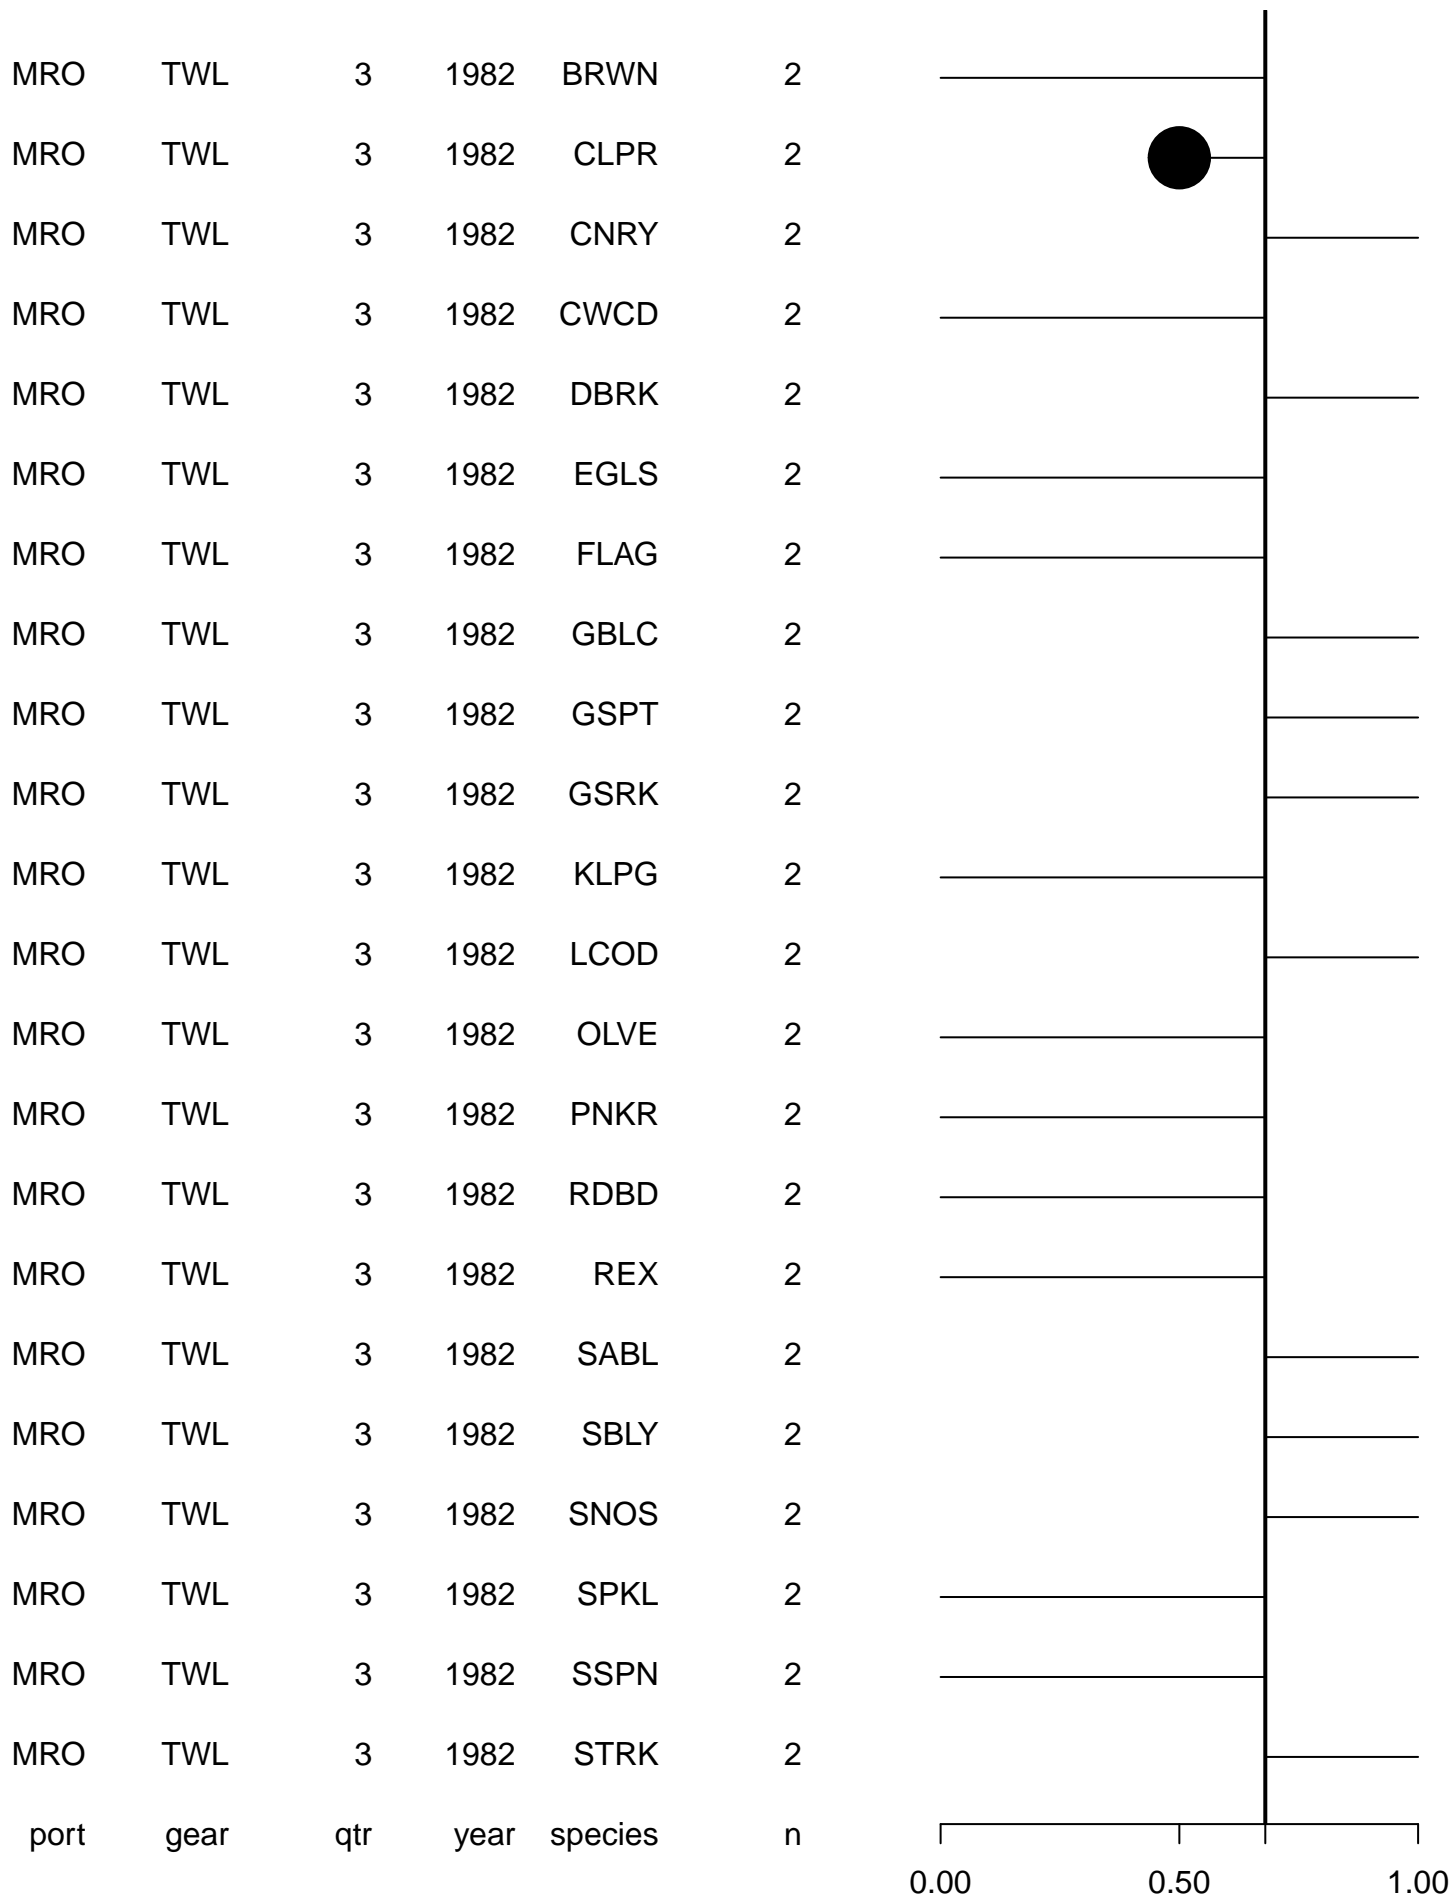 MRO TWL 3 1982 BRWN 2
MRO TWL 3 1982 CLPR 2
MRO TWL 3 1982 CNRY 2
MRO TWL 3 1982 CWCD 2
MRO TWL 3 1982 DBRK 2
MRO TWL 3 1982 EGLS 2
MRO TWL 3 1982 FLAG 2
MRO TWL 3 1982 GBLC 2
MRO TWL 3 1982 GSPT 2
MRO TWL 3 1982 GSRK 2
MRO TWL 3 1982 KLPG 2
MRO TWL 3 1982 LCOD 2
MRO TWL 3 1982 OLVE 2
MRO TWL 3 1982 PNKR 2
MRO TWL 3 1982 RDBD 2
MRO TWL 3 1982 REX 2
MRO TWL 3 1982 SABL 2
MRO TWL 3 1982 SBLY 2
MRO TWL 3 1982 SNOS 2
MRO TWL 3 1982 SPKL 2
MRO TWL 3 1982 SSPN 2
MRO TWL 3 1982 STRK 2
port gear qtr year species n
0.00 0.50 1.00